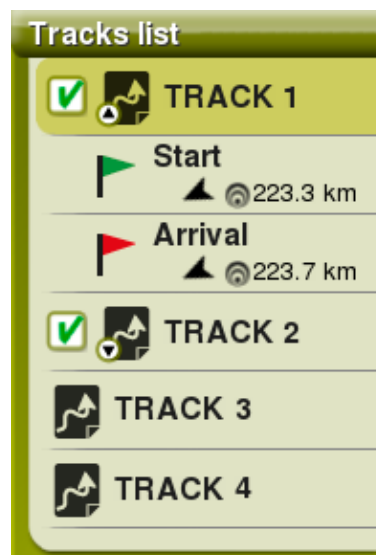 Tracks list
TRACK 1
Start
223.3 km
Arrival
223.7 km
TRACK 2
TRACK 3
TRACK 4